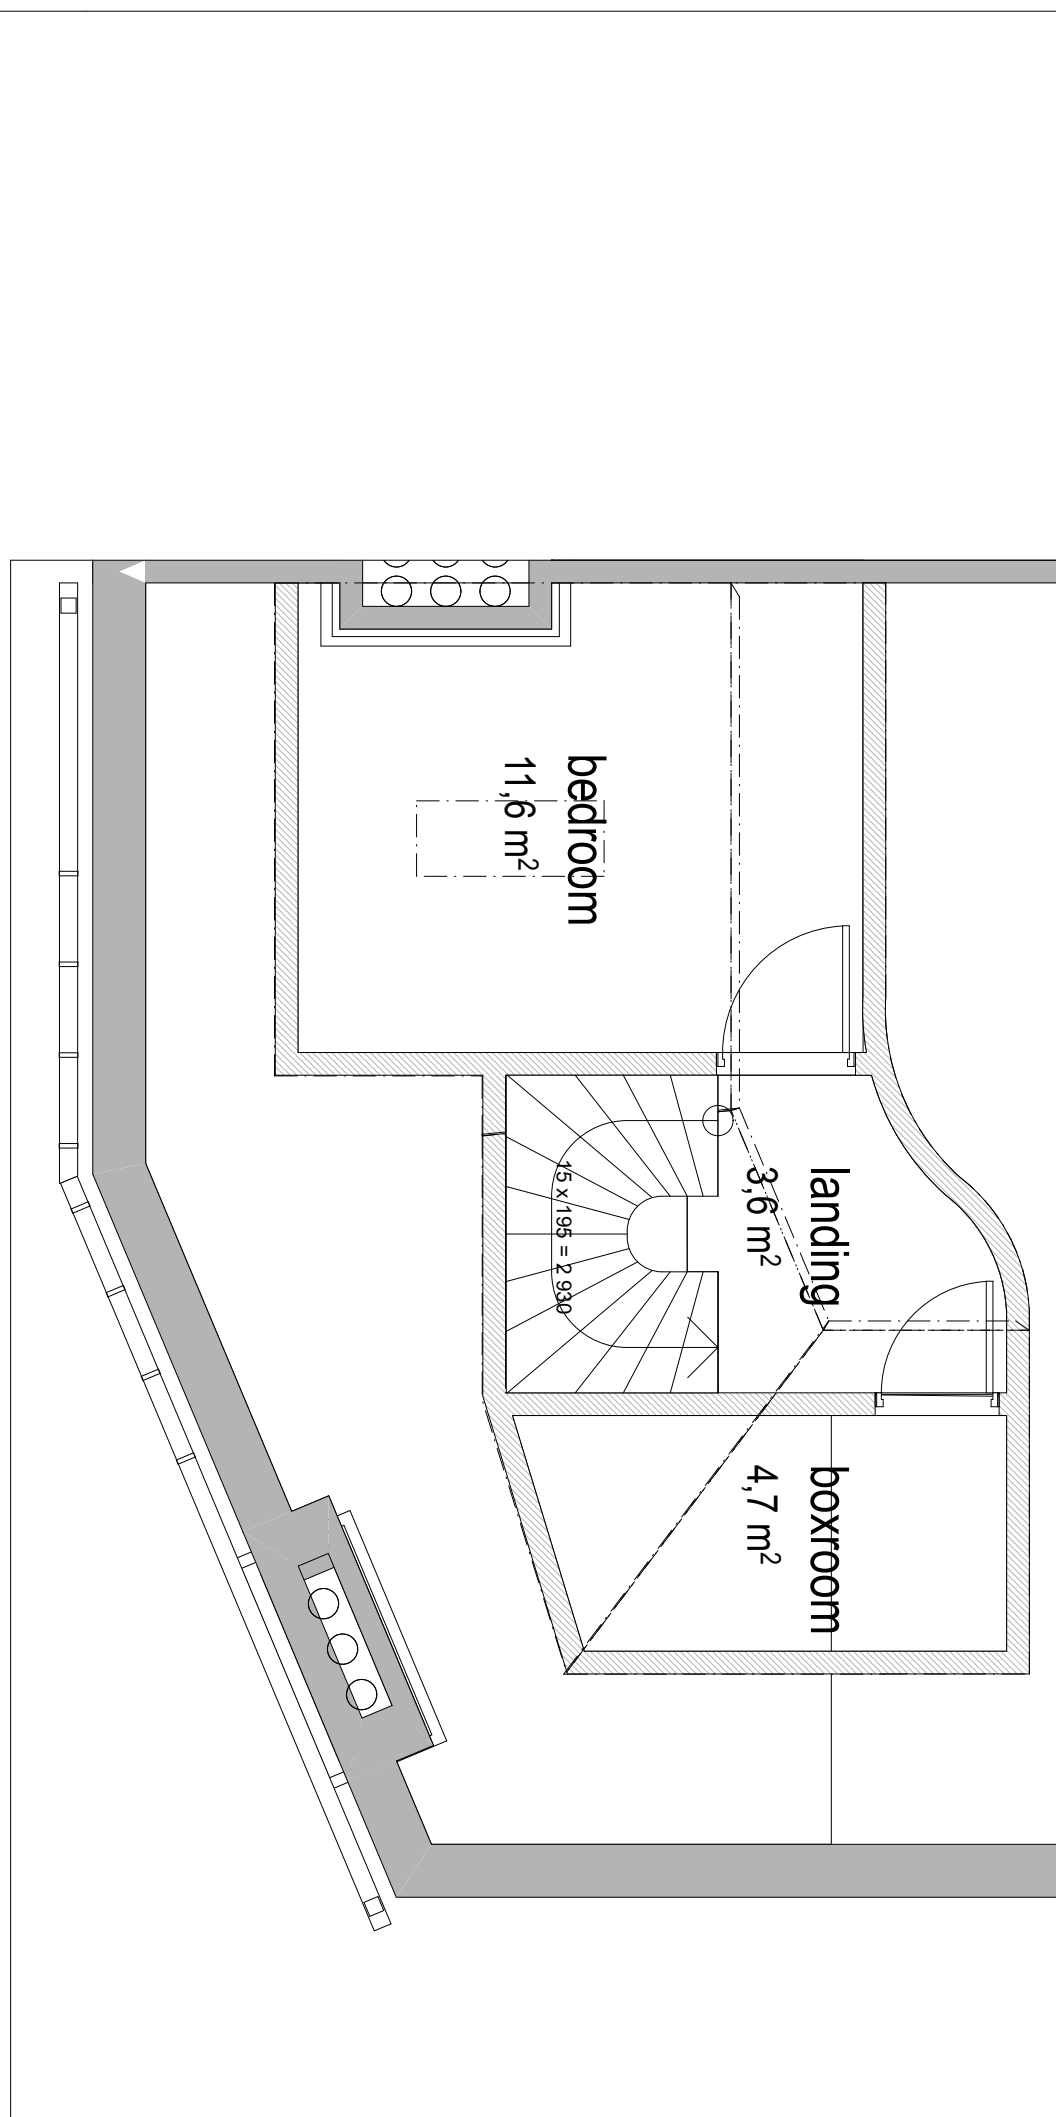 bedroom
11,6 m²
landing
3,6 m²
15 x 195 = 2 930
boxroom
4,7 m²